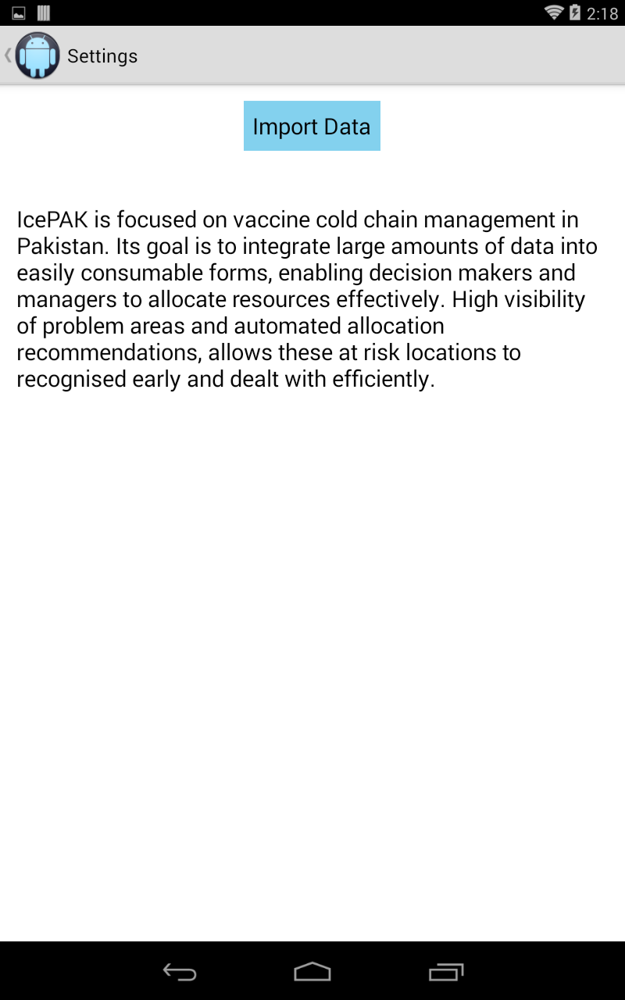 2:18
Settings
Import Data
IcePAK is focused on vaccine cold chain management in
Pakistan. Its goal is to integrate large amounts of data into
easily consumable forms, enabling decision makers and
managers to allocate resources effectively. High visibility
of problem areas and automated allocation
recommendations, allows these at risk locations to
recognised early and dealt with efficiently.